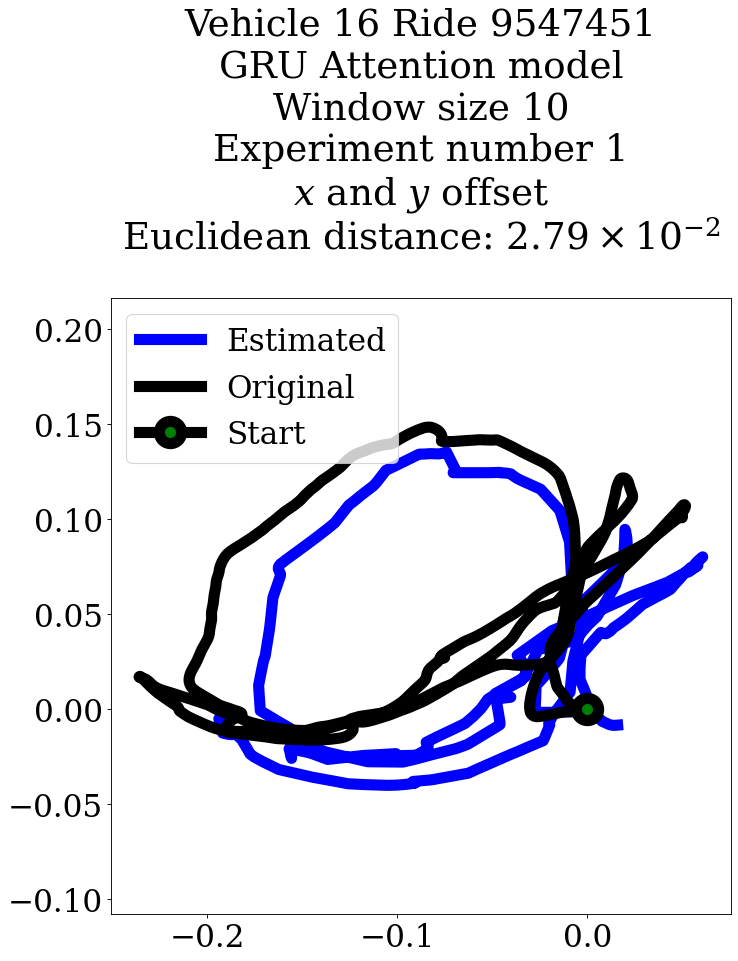 Vehicle 16 Ride 9547451
GRU Attention model
Window size 10
Experiment number 1
x and y offset
Euclidean distance: 2.79 × 10⁻²
Estimated
Original
Start
0.20
0.15
0.10
0.05
0.00
−0.05
−0.10
−0.2 −0.1 0.0